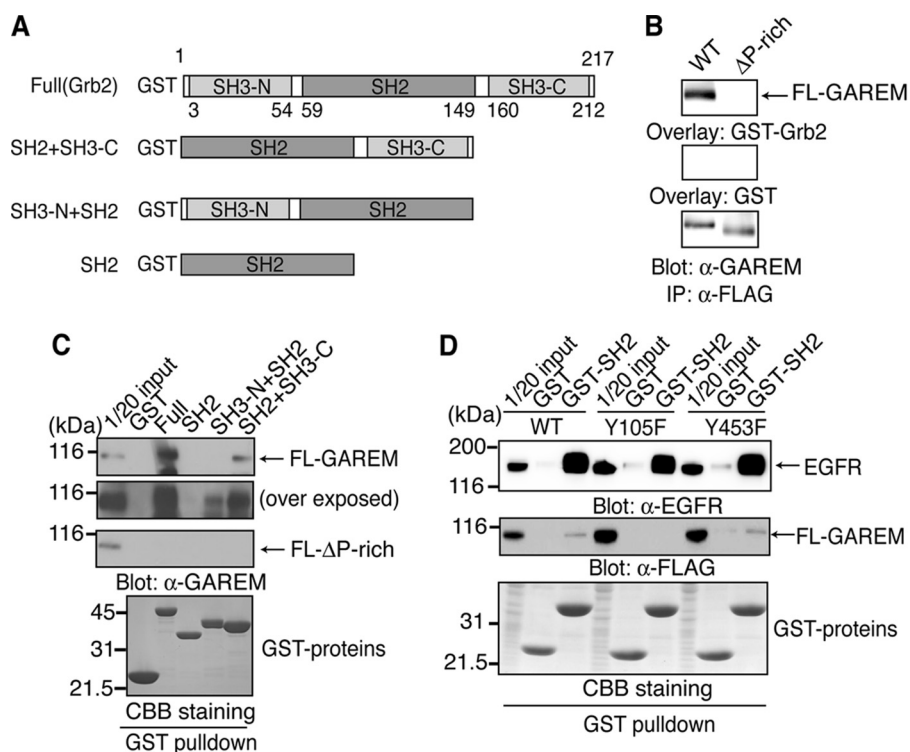 A
1 217
Full(Grb2) GST SH3-N SH2 SH3-C
3 54 59 149 160 212
SH2+SH3-C GST SH2 SH3-C
SH3-N+SH2 GST SH3-N SH2
SH2 GST SH2
B
WT ΔP-rich
←FL-GAREM
Overlay: GST-Grb2
Overlay: GST
Blot: α-GAREM
IP: α-FLAG
C
1/20 input GST Full SH2 SH3-N+SH2 SH2+SH3-C
(kDa)
116 ←FL-GAREM
116 (over exposed)
116 ←FL-ΔP-rich
Blot: α-GAREM
45
31 GST-proteins
21.5
CBB staining
GST pulldown
D
1/20 input GST GST-SH2 1/20 input GST GST-SH2 1/20 input GST GST-SH2
(kDa) WT Y105F Y453F
200
←EGFR
116
Blot: α-EGFR
116 ←FL-GAREM
Blot: α-FLAG
31 GST-proteins
21.5
CBB staining
GST pulldown